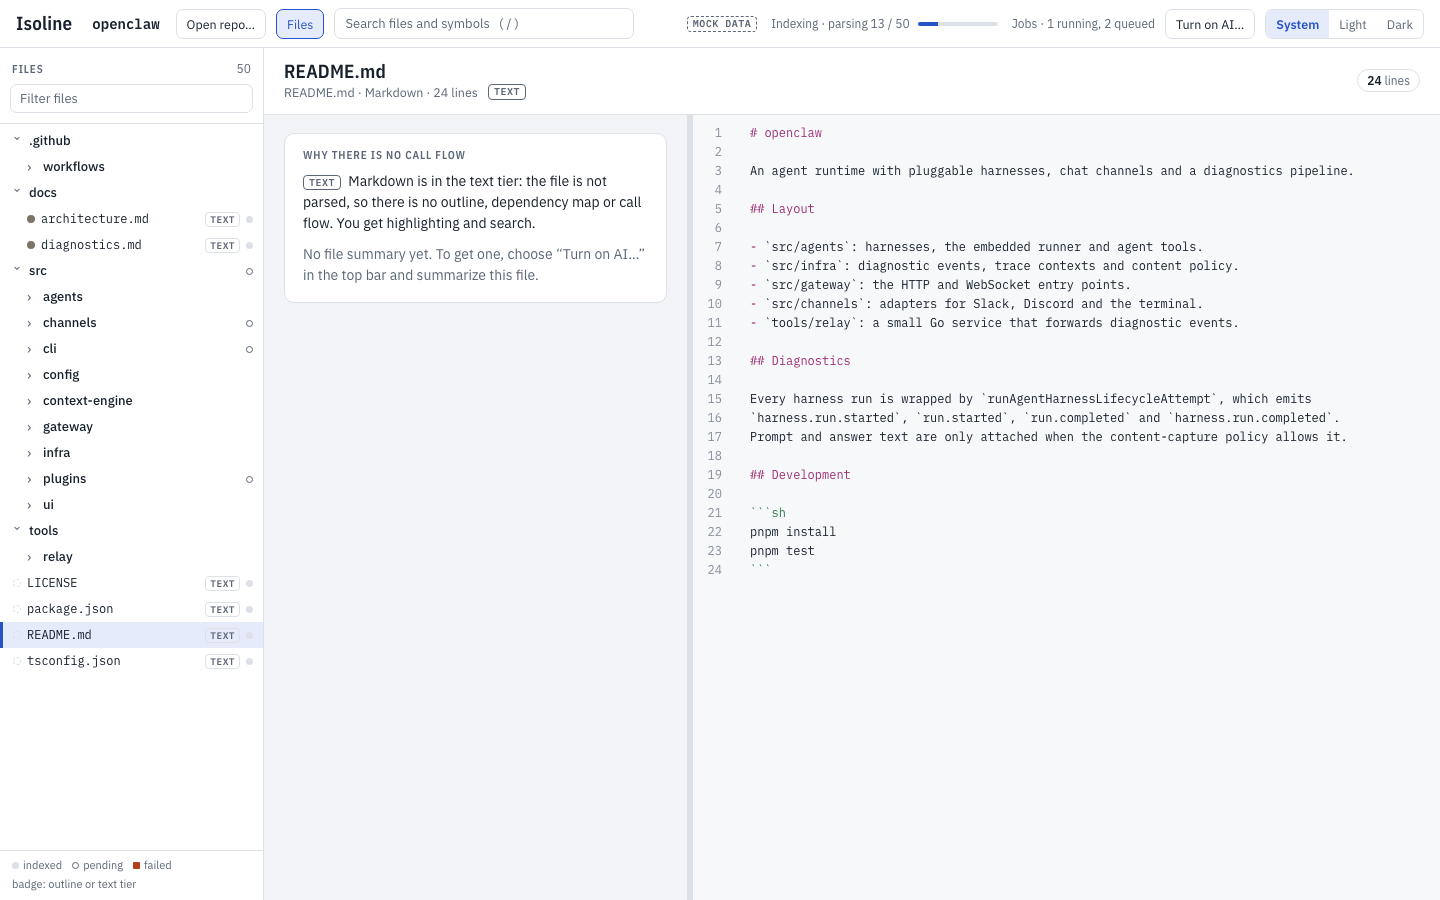 Isoline openclaw Open repo... Files Search files and symbols (/) MOCK DATA Indexing · parsing 13 / 50 Jobs · 1 running, 2 queued Turn on AI... System Light Dark
FILES 50
Filter files
.github
workflows
docs
architecture.md TEXT
diagnostics.md TEXT
src
agents
channels
cli
config
context-engine
gateway
infra
plugins
ui
tools
relay
LICENSE TEXT
package.json TEXT
README.md TEXT
tsconfig.json TEXT
indexed pending failed
badge: outline or text tier
README.md
README.md · Markdown · 24 lines TEXT
24 lines
WHY THERE IS NO CALL FLOW
TEXT Markdown is in the text tier: the file is not
parsed, so there is no outline, dependency map or call
flow. You get highlighting and search.
No file summary yet. To get one, choose “Turn on AI...”
in the top bar and summarize this file.
1 # openclaw
2
3 An agent runtime with pluggable harnesses, chat channels and a diagnostics pipeline.
4
5 ## Layout
6
7 - `src/agents`: harnesses, the embedded runner and agent tools.
8 - `src/infra`: diagnostic events, trace contexts and content policy.
9 - `src/gateway`: the HTTP and WebSocket entry points.
10 - `src/channels`: adapters for Slack, Discord and the terminal.
11 - `tools/relay`: a small Go service that forwards diagnostic events.
12
13 ## Diagnostics
14
15 Every harness run is wrapped by `runAgentHarnessLifecycleAttempt`, which emits
16 `harness.run.started`, `run.started`, `run.completed` and `harness.run.completed`.
17 Prompt and answer text are only attached when the content-capture policy allows it.
18
19 ## Development
20
21 ```sh
22 pnpm install
23 pnpm test
24 ```